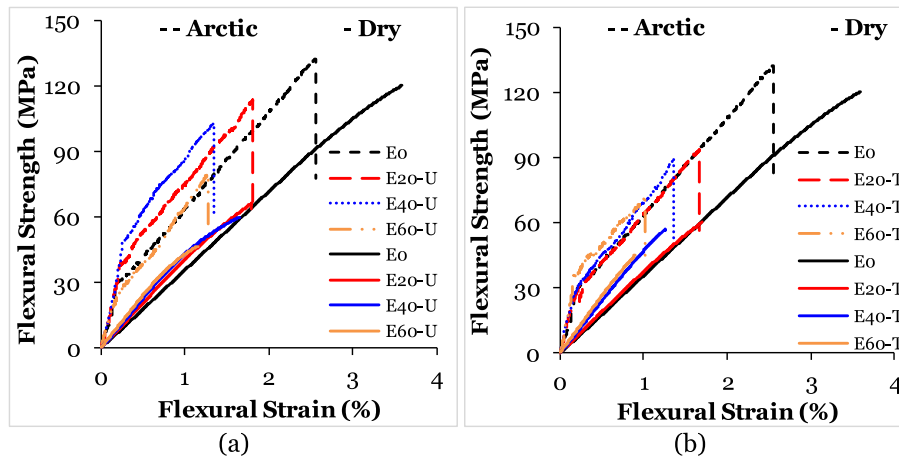 --- Arctic - Dry
Flexural Strength (MPa)
150
120
90
60
30
0
E0
E20-U
E40-U
E60-U
E0
E20-U
E40-U
E60-U
0 1 2 3 4
Flexural Strain (%)
(a)
--- Arctic - Dry
Flexural Strength (MPa)
150
120
90
60
30
0
E0
E20-T
E40-T
E60-T
E0
E20-T
E40-T
E60-T
0 1 2 3 4
Flexural Strain (%)
(b)